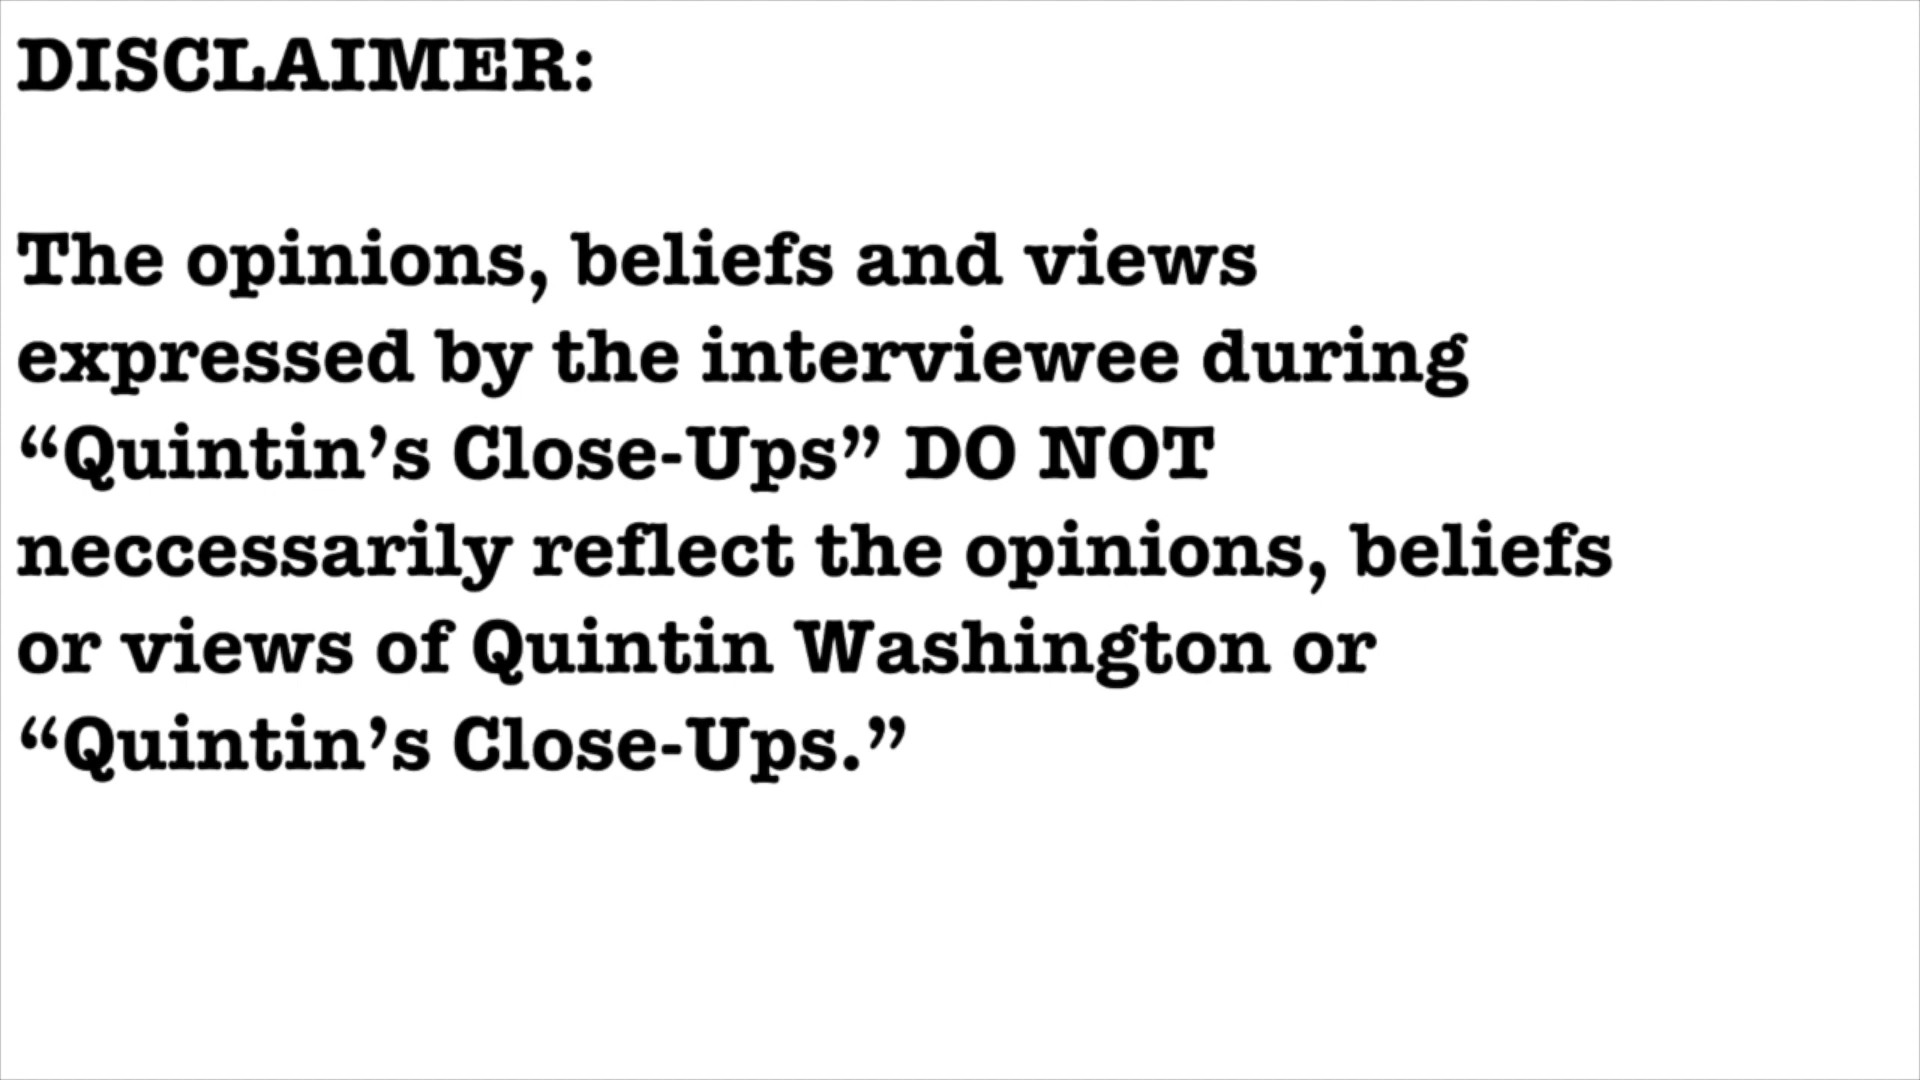 DISCLAIMER:
The opinions, beliefs and views
expressed by the interviewee during
“Quintin’s Close-Ups” DO NOT
neccessarily reflect the opinions, beliefs
or views of Quintin Washington or
“Quintin’s Close-Ups.”